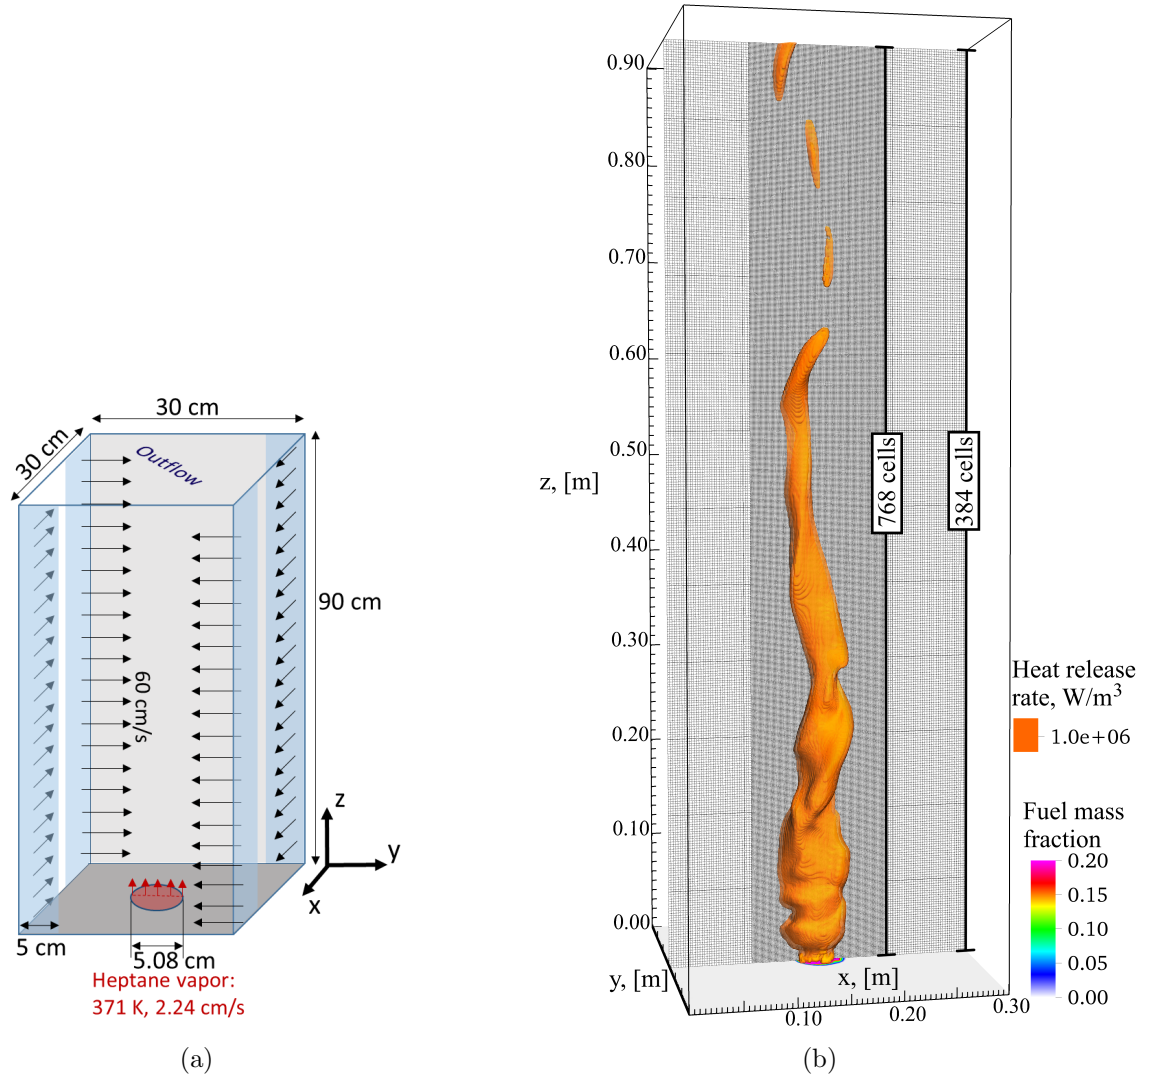 30 cm
30 cm
Outflow
90 cm
60 cm/s
z
y
x
5 cm
5.08 cm
Heptane vapor:
371 K, 2.24 cm/s
(a)
0.90
0.80
0.70
0.60
0.50
z, [m]
0.40
0.30
0.20
0.10
0.00
768 cells
384 cells
y, [m]
x, [m]
0.10
0.20
0.30
Heat release
rate, W/m³
1.0e+06
Fuel mass
fraction
0.20
0.15
0.10
0.05
0.00
(b)